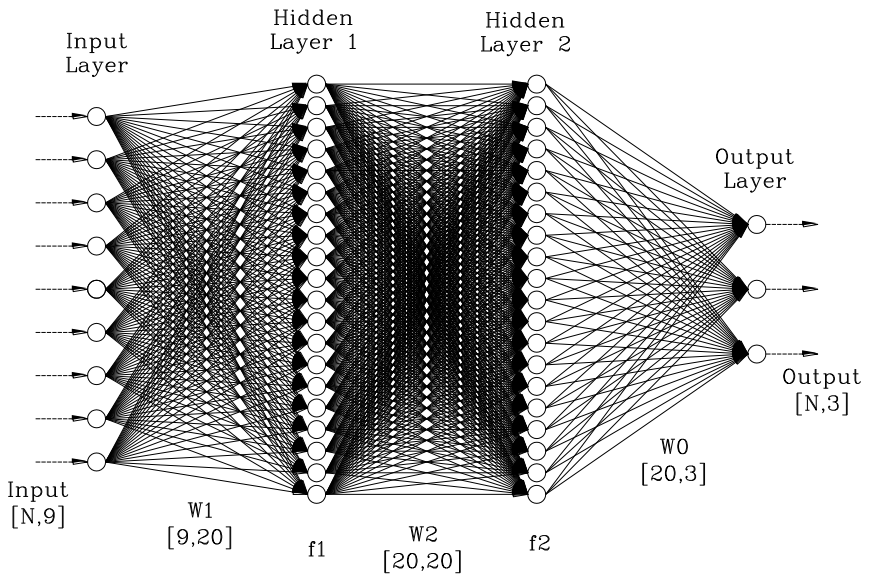 Input
Layer
Hidden
Layer 1
Hidden
Layer 2
Output
Layer
Input
[N,9]
W1
[9,20]
f1
W2
[20,20]
f2
WO
[20,3]
Output
[N,3]